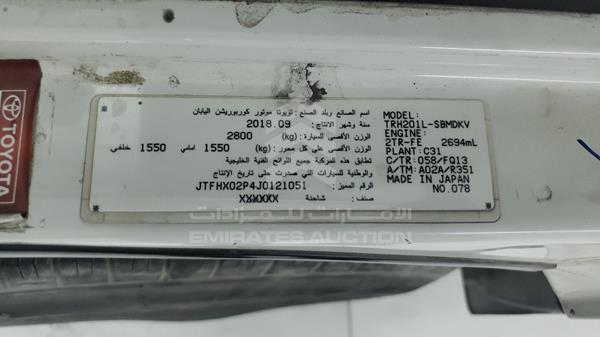 TOYOTA
اسم الصانع وبلد الصنع : تويوتا موتور كوربوريشن اليابان
سنة وشهر الانتاج : 2018.09
الوزن الأقصى للسيارة : (kg) 2800
الوزن الأقصى على كل محور : (kg) 1550 امامي 1550 خلفي
تطابق هذه المركبة جميع اللوائح الفنية الخليجية
والوطنية للسيارات التي صدرت حتى تاريخ الإنتاج
الرقم المميز : JTFHX02P4J0121051
صنف : شاحنة
MODEL:
TRH201L-SBMDKV
ENGINE:
2TR-FE 2694mL
PLANT: C31
C/TR: 058/FQ13
A/TM: A02A/R351
MADE IN JAPAN
NO.078
الإمارات للمزادات
EMIRATES AUCTION